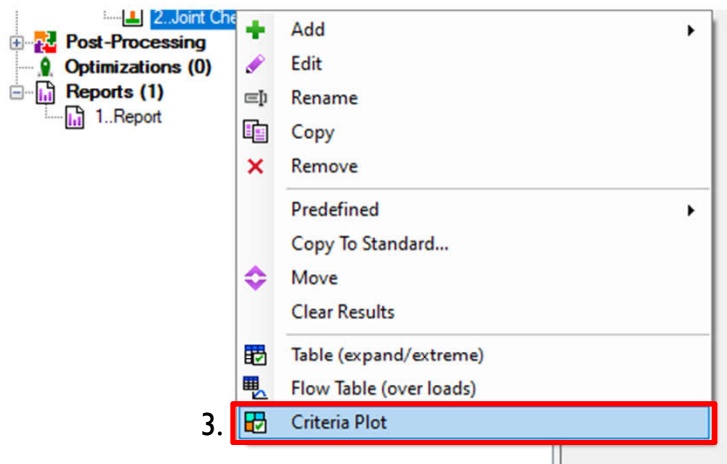 2..Joint Che
Post-Processing
Optimizations (0)
Reports (1)
1..Report
Add
Edit
Rename
Copy
Remove
Predefined
Copy To Standard...
Move
Clear Results
Table (expand/extreme)
Flow Table (over loads)
3. Criteria Plot